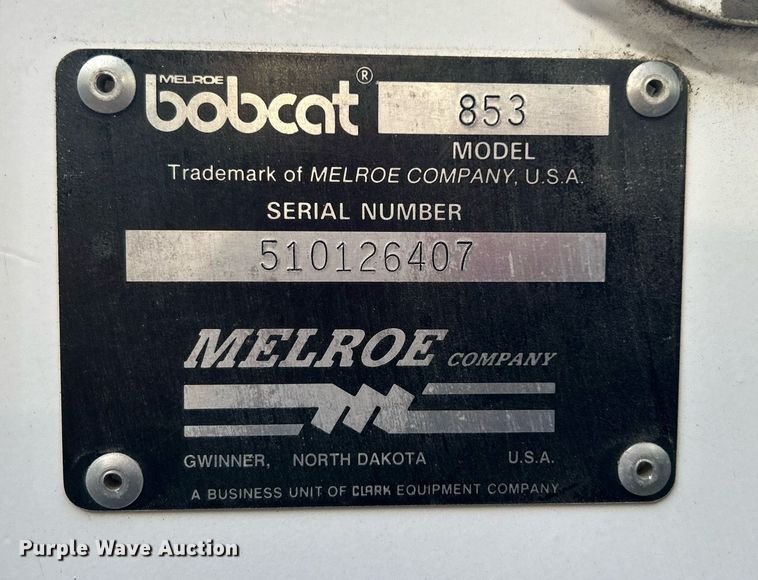 MELROE
bobcat® 853
MODEL
Trademark of MELROE COMPANY, U.S.A.
SERIAL NUMBER
510126407
MELROE COMPANY
GWINNER, NORTH DAKOTA U.S.A.
A BUSINESS UNIT OF CLARK EQUIPMENT COMPANY
Purple Wave Auction